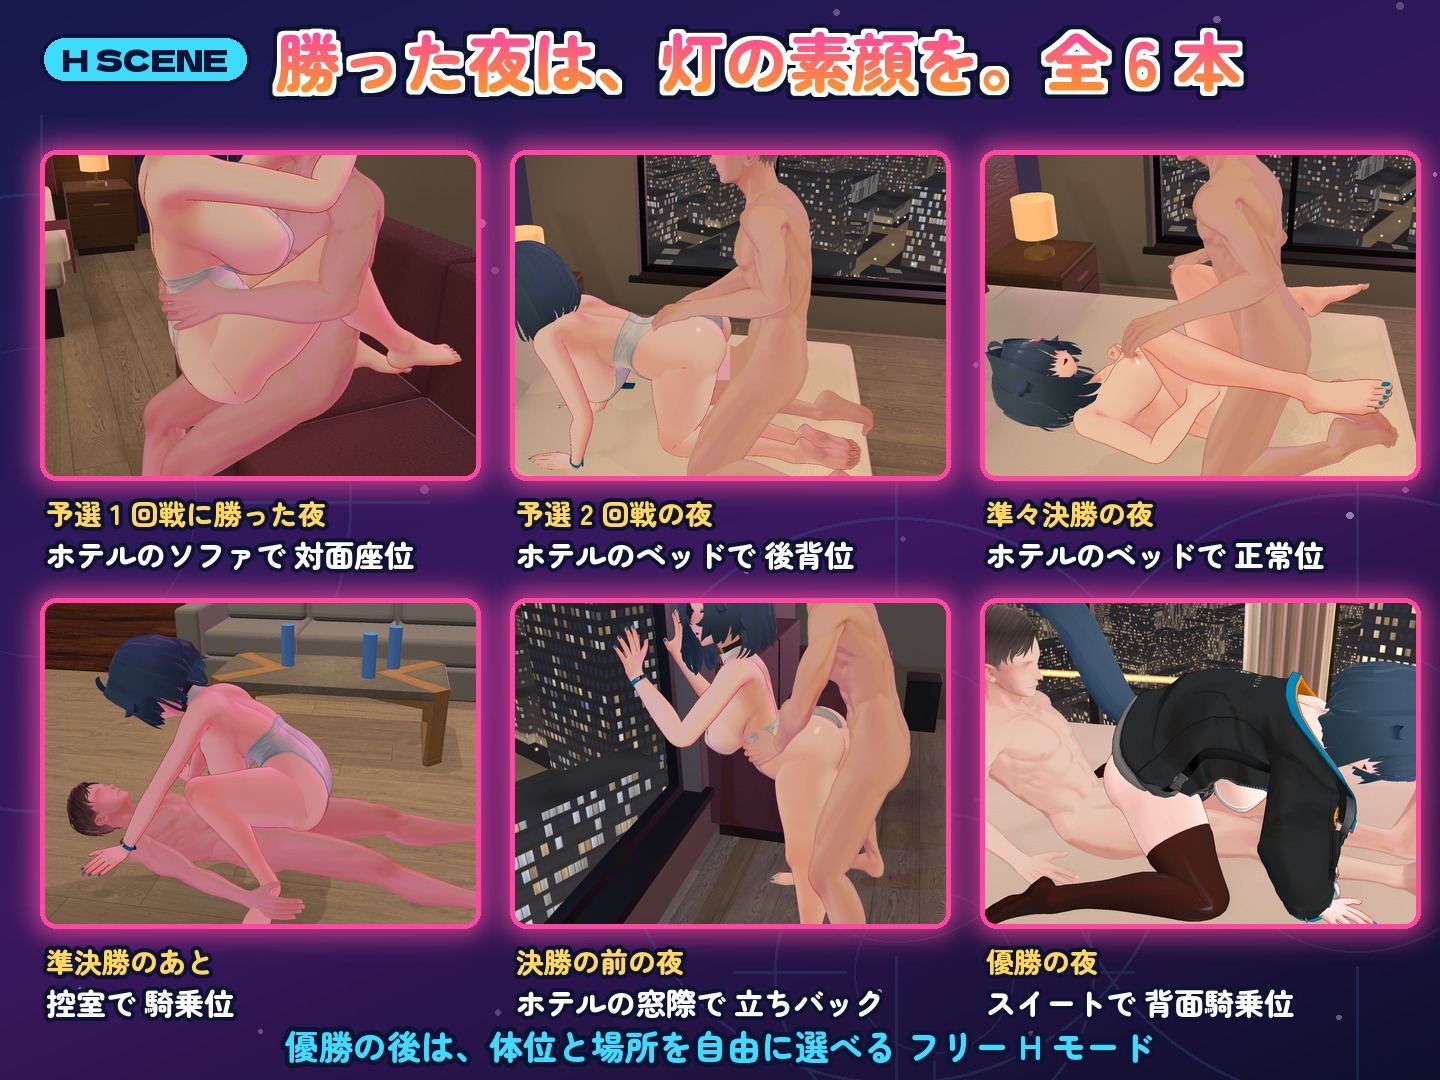 H SCENE 勝った夜は、灯の素顔を。全6本
予選1回戦に勝った夜
ホテルのソファで 対面座位
予選2回戦の夜
ホテルのベッドで 後背位
準々決勝の夜
ホテルのベッドで 正常位
準決勝のあと
控室で 騎乗位
決勝の前の夜
ホテルの窓際で 立ちバック
優勝の夜
スイートで 背面騎乗位
優勝の後は、体位と場所を自由に選べる フリーHモード